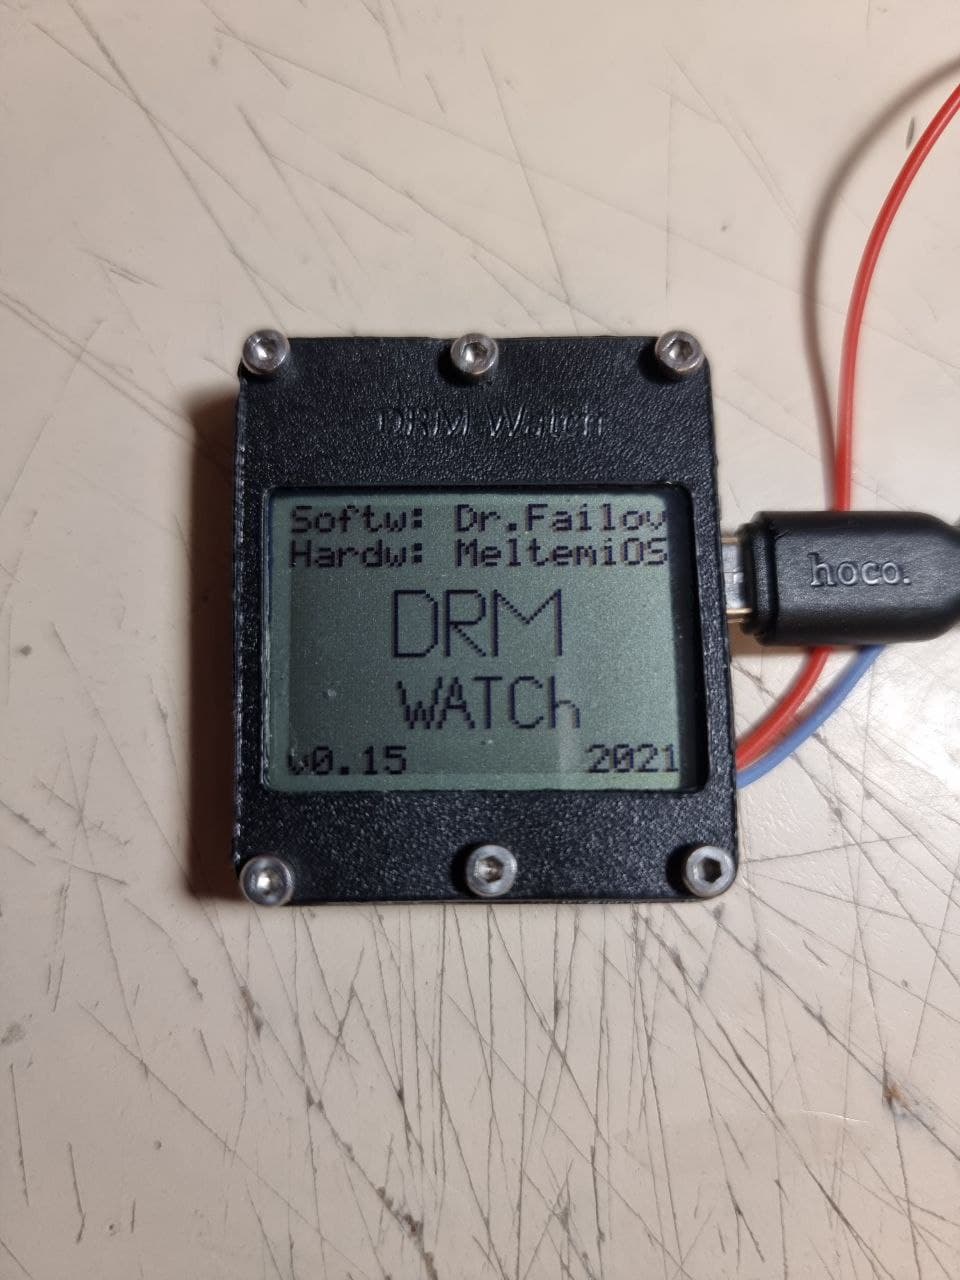 DRM Watch
Softw: Dr.Failov
Hardw: MeltemiOS
DRM
WATCh
v0.15 2021
hoco.